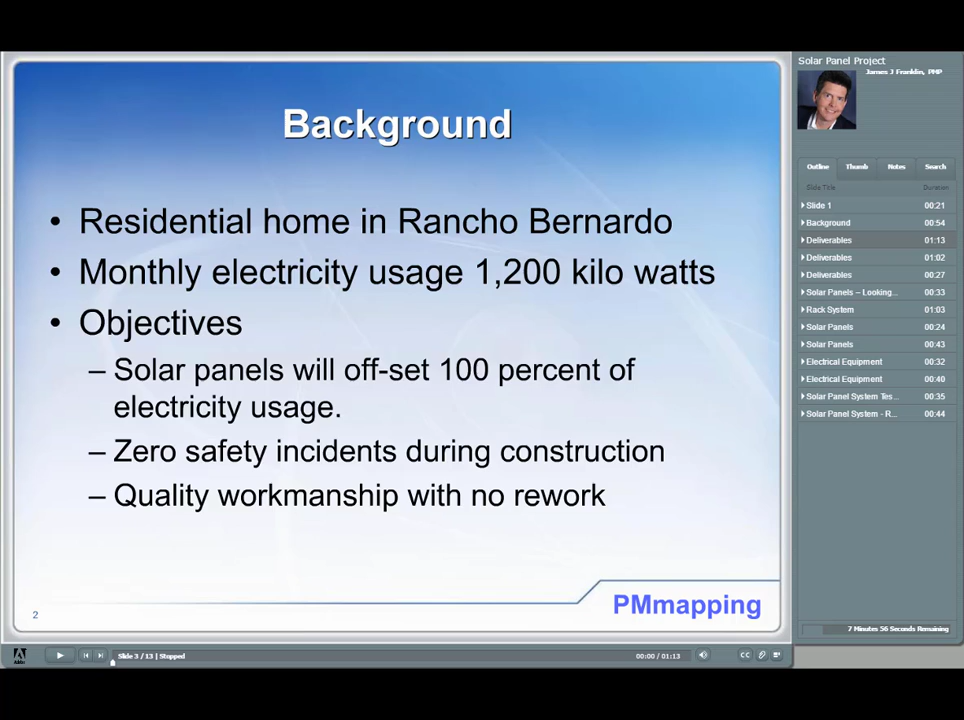 Background
• Residential home in Rancho Bernardo
• Monthly electricity usage 1,200 kilo watts
• Objectives
– Solar panels will off-set 100 percent of
electricity usage.
– Zero safety incidents during construction
– Quality workmanship with no rework
2
PMmapping
Solar Panel Project
James J Franklin, PMP
Outline Thumb Notes Search
Slide Title Duration
Slide 1 00:21
Background 00:54
Deliverables 01:13
Deliverables 01:02
Deliverables 00:27
Solar Panels – Looking... 00:33
Rack System 01:03
Solar Panels 00:24
Solar Panels 00:43
Electrical Equipment 00:32
Electrical Equipment 00:40
Solar Panel System Tes... 00:35
Solar Panel System - R... 00:44
7 Minutes 56 Seconds Remaining
Slide 3 / 13 | Stopped 00:00 / 01:13
CC